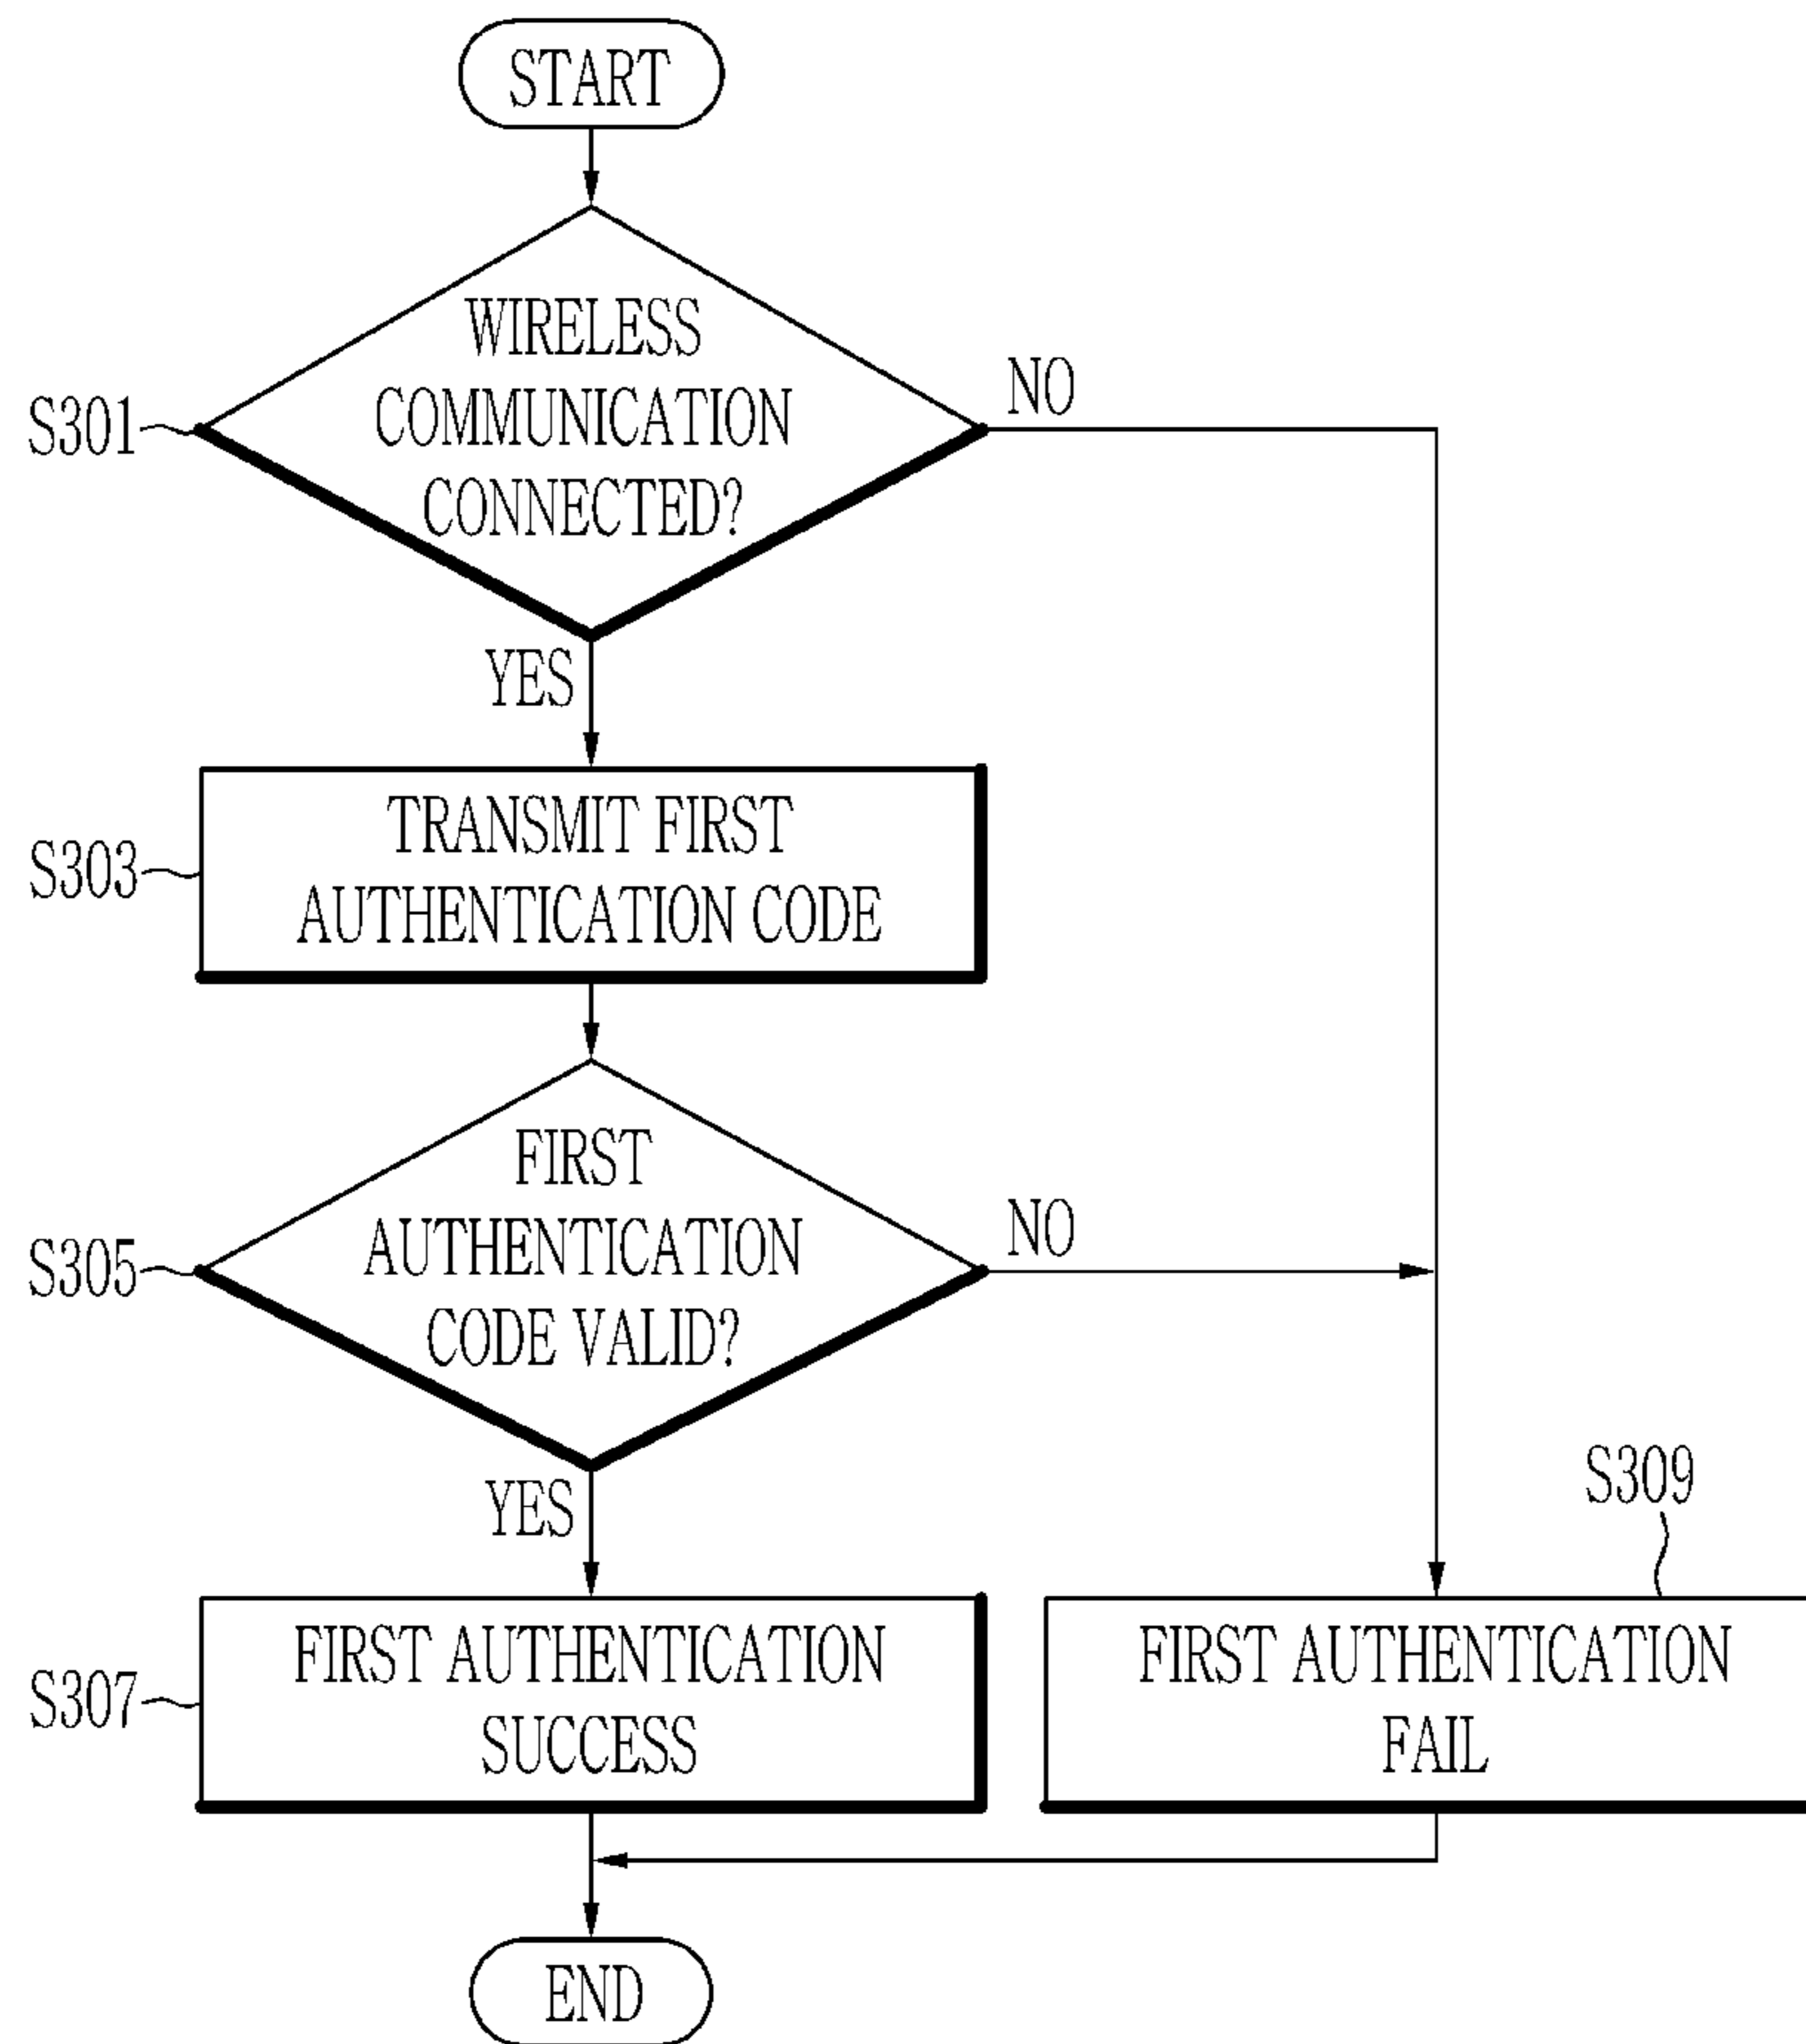 START
WIRELESS
COMMUNICATION
CONNECTED?
S301
NO
YES
TRANSMIT FIRST
AUTHENTICATION CODE
S303
FIRST
AUTHENTICATION
CODE VALID?
S305
NO
YES
S309
FIRST AUTHENTICATION
SUCCESS
S307
FIRST AUTHENTICATION
FAIL
END